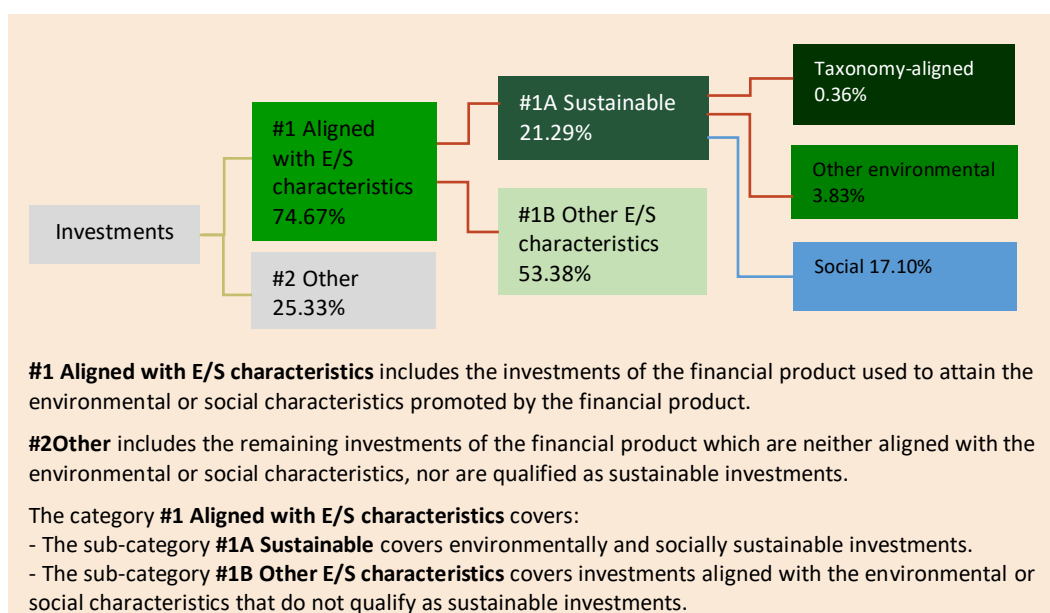 Investments
#1 Aligned
with E/S
characteristics
74.67%
#2 Other
25.33%
#1A Sustainable
21.29%
#1B Other E/S
characteristics
53.38%
Taxonomy-aligned
0.36%
Other environmental
3.83%
Social 17.10%
#1 Aligned with E/S characteristics includes the investments of the financial product used to attain the
environmental or social characteristics promoted by the financial product.
#2Other includes the remaining investments of the financial product which are neither aligned with the
environmental or social characteristics, nor are qualified as sustainable investments.
The category #1 Aligned with E/S characteristics covers:
- The sub-category #1A Sustainable covers environmentally and socially sustainable investments.
- The sub-category #1B Other E/S characteristics covers investments aligned with the environmental or
social characteristics that do not qualify as sustainable investments.